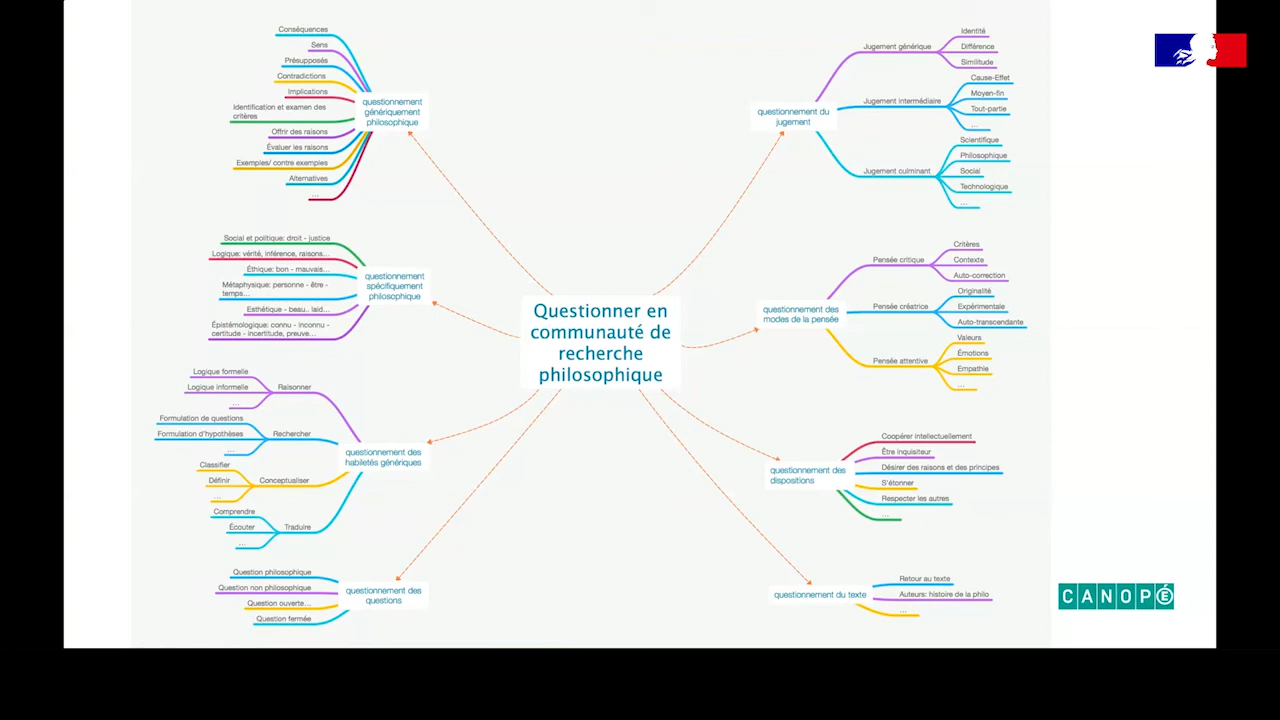 Conséquences
Sens
Présupposés
Contradictions
Implications
Identification et examen des
critères
Offrir des raisons
Évaluer les raisons
Exemples/ contre exemples
Alternatives
...
questionnement
génériquement
philosophique
Social et politique: droit - justice
Logique: vérité, inférence, raisons...
Éthique: bon - mauvais...
Métaphysique: personne - être -
temps...
Esthétique - beau.. laid...
Épistémologique: connu - inconnu -
certitude - incertitude, preuve...
questionnement
spécifiquement
philosophique
Logique formelle
Logique informelle
...
Raisonner
Formulation de questions
Formulation d'hypothèses
...
Rechercher
Classifier
Définir
...
Conceptualiser
Comprendre
Écouter
...
Traduire
questionnement des
habiletés génériques
Question philosophique
Question non philosophique
Question ouverte...
Question fermée
questionnement des
questions
Questionner en
communauté de
recherche
philosophique
questionnement du
jugement
Jugement générique
Identité
Différence
Similitude
Jugement intermédiaire
Cause-Effet
Moyen-fin
Tout-partie
...
Jugement culminant
Scientifique
Philosophique
Social
Technologique
...
questionnement des
modes de la pensée
Pensée critique
Critères
Contexte
Auto-correction
Pensée créatrice
Originalité
Expérimentale
Auto-transcendante
Pensée attentive
Valeurs
Émotions
Empathie
...
questionnement des
dispositions
Coopérer intellectuellement
Être inquisiteur
Désirer des raisons et des principes
S'étonner
Respecter les autres
...
questionnement du texte
Retour au texte
Auteurs: histoire de la philo
...
CANOPÉ